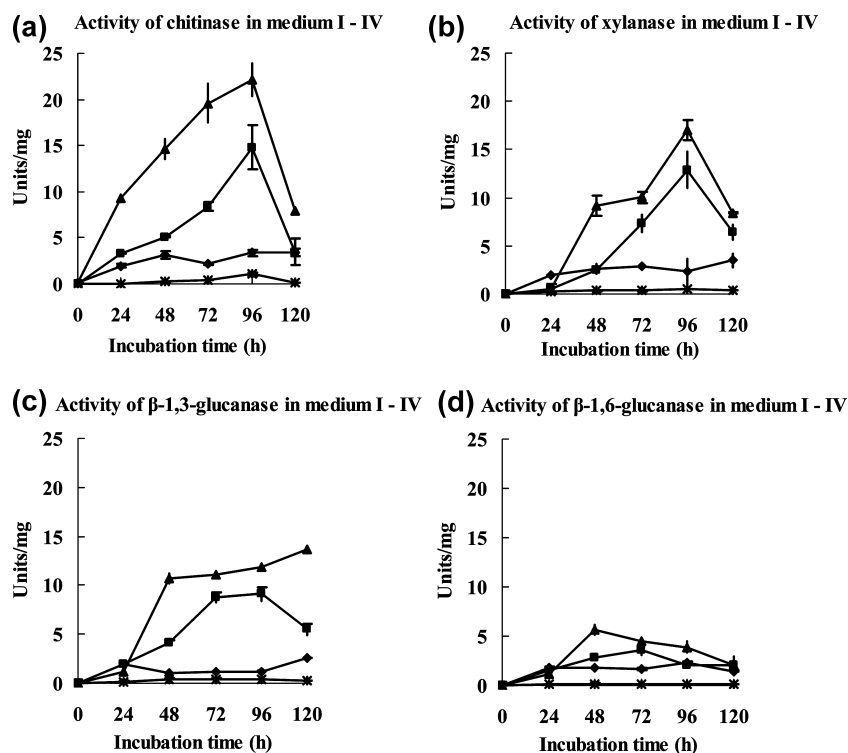 (a) Activity of chitinase in medium I - IV
25
20
15
10
5
0
Units/mg
0 24 48 72 96 120
Incubation time (h)
(b) Activity of xylanase in medium I - IV
25
20
15
10
5
0
Units/mg
0 24 48 72 96 120
Incubation time (h)
(c) Activity of β-1,3-glucanase in medium I - IV
25
20
15
10
5
0
Units/mg
0 24 48 72 96 120
Incubation time (h)
(d) Activity of β-1,6-glucanase in medium I - IV
25
20
15
10
5
0
Units/mg
0 24 48 72 96 120
Incubation time (h)